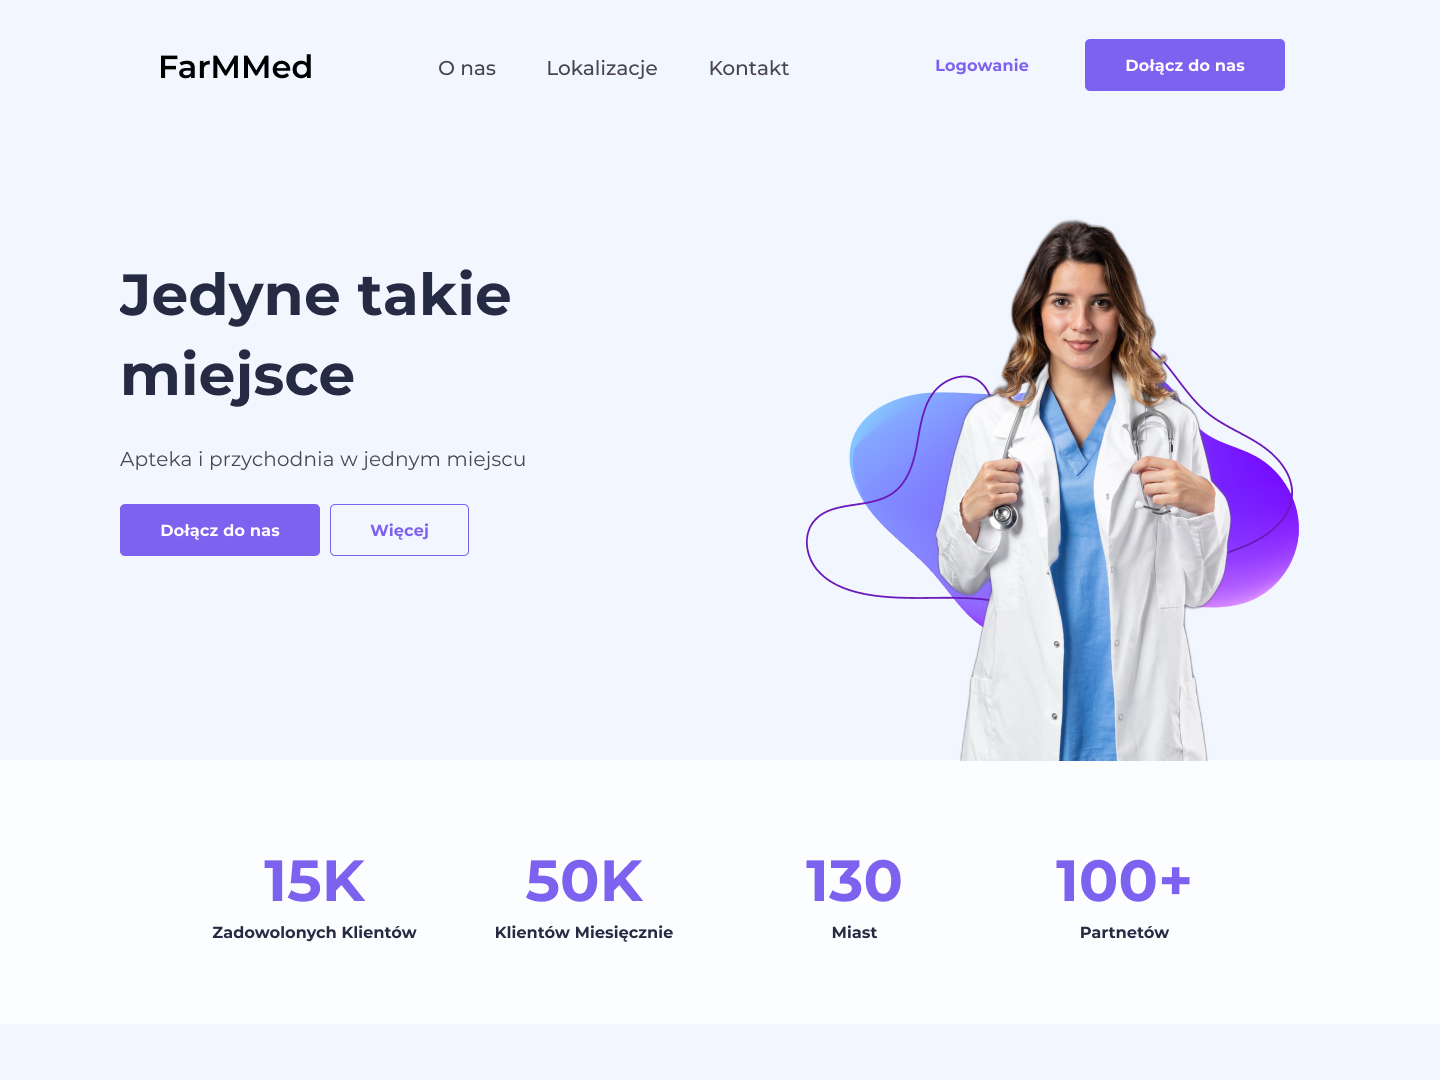 FarMMed
O nas
Lokalizacje
Kontakt
Logowanie
Dołącz do nas
Jedyne takie
miejsce
Apteka i przychodnia w jednym miejscu
Dołącz do nas
Więcej
15K
Zadowolonych Klientów
50K
Klientów Miesięcznie
130
Miast
100+
Partnetów